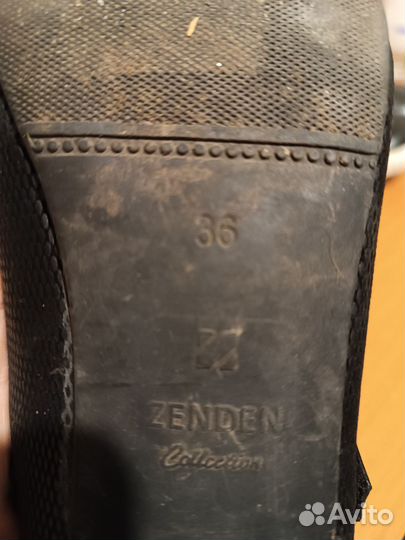 36
ZENDEN
Collection
Avito